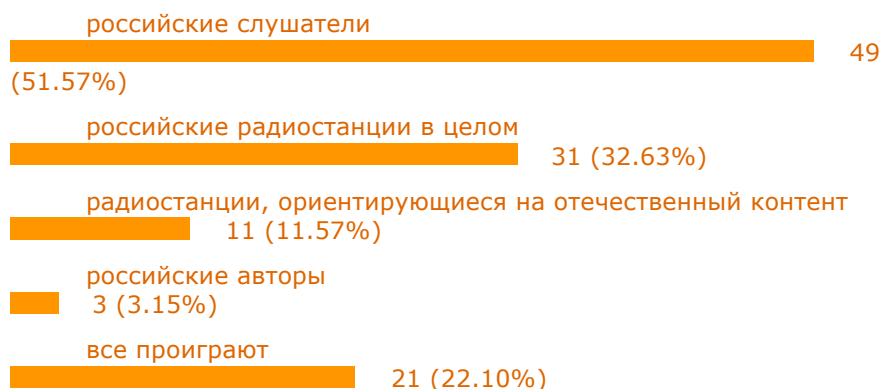 российские слушатели
49
(51.57%)
российские радиостанции в целом
31 (32.63%)
радиостанции, ориентирующиеся на отечественный контент
11 (11.57%)
российские авторы
3 (3.15%)
все проиграют
21 (22.10%)